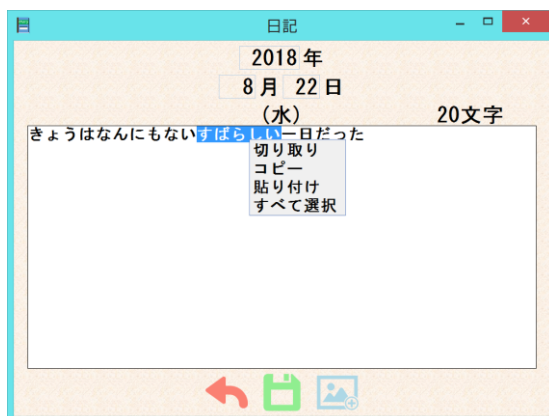 日記
2018 年
8 月 22 日
(水) 20文字
きょうはなんにもないすばらしい一日だった
切り取り
コピー
貼り付け
すべて選択